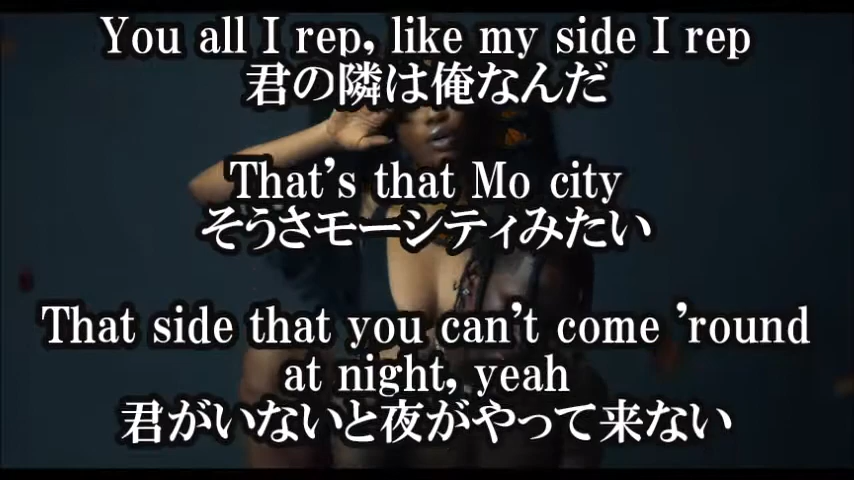 You all I rep, like my side I rep
君の隣は俺なんだ
That's that Mo city
そうさモーシティみたい
That side that you can't come 'round
at night, yeah
君がいないと夜がやって来ない